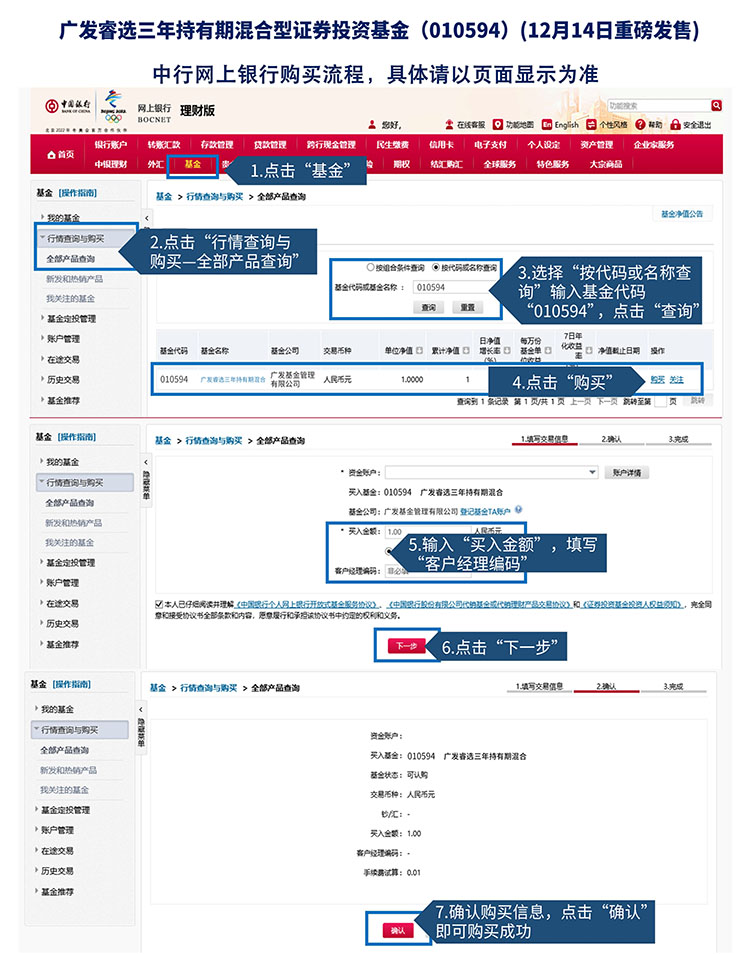 广发睿选三年持有期混合型证券投资基金（010594）(12月14日重磅发售)
中行网上银行购买流程，具体请以页面显示为准
中国银行 BANK OF CHINA
北京2022年冬奥会官方合作伙伴
网上银行 BOCNET 理财版
功能搜索
您好,
在线客服 功能地图 English 个性风格 帮助 安全退出
首页
银行账户 转账汇款 存款管理 贷款管理 跨行现金管理 民生缴费 信用卡 电子支付 个人设定 资产管理 企业家服务
中银理财 外汇 基金 期权 结汇购汇 全球服务 特色服务 大宗商品
1.点击“基金”
基金 [操作指南]
我的基金
行情查询与购买
全部产品查询
新发和热销产品
我关注的基金
基金定投管理
账户管理
在途交易
历史交易
基金推荐
基金 > 行情查询与购买 > 全部产品查询
基金净值公告
2.点击“行情查询与
购买—全部产品查询”
按组合条件查询 按代码或名称查询
基金代码或基金名称： 010594
查询 重置
3.选择“按代码或名称查
询”输入基金代码
“010594”，点击“查询”
基金代码 基金名称 基金公司 交易币种 单位净值 累计净值 日净值增长率（%） 每万份基金单位收益 7日年化收益率 净值截止日期 操作
010594 广发睿选三年持有期混合 广发基金管理有限公司 人民币元 1.0000 1 购买 关注
4.点击“购买”
查询到 1 条记录 第 1 页/共 1 页 上一页 下一页 跳转至第 页 跳转
基金 [操作指南]
我的基金
行情查询与购买
全部产品查询
新发和热销产品
我关注的基金
基金定投管理
账户管理
在途交易
历史交易
基金推荐
隐藏菜单
基金 > 行情查询与购买 > 全部产品查询
1.填写交易信息 2.确认 3.完成
* 资金账户： 账户详情
买入基金：010594 广发睿选三年持有期混合
基金公司：广发基金管理有限公司 登记基金TA账户
* 买入金额： 1.00 人民币元
客户经理编码： 非必填
5.输入“买入金额”，填写
“客户经理编码”
本人已仔细阅读并理解《中国银行个人网上银行开放式基金服务协议》、《中国银行股份有限公司代销基金或代销理财产品交易协议》和《证券投资基金投资人权益须知》，完全同
意和接受协议书全部条款和内容，愿意履行和承担该协议书中约定的权利和义务。
下一步
6.点击“下一步”
基金 [操作指南]
我的基金
行情查询与购买
全部产品查询
新发和热销产品
我关注的基金
基金定投管理
账户管理
在途交易
历史交易
基金推荐
隐藏菜单
基金 > 行情查询与购买 > 全部产品查询
1.填写交易信息 2.确认 3.完成
资金账户：
买入基金： 010594 广发睿选三年持有期混合
基金状态： 可认购
交易币种： 人民币元
钞/汇： -
买入金额： 1.00
客户经理编码： -
手续费试算： 0.01
确认
7.确认购买信息，点击“确认”
即可购买成功